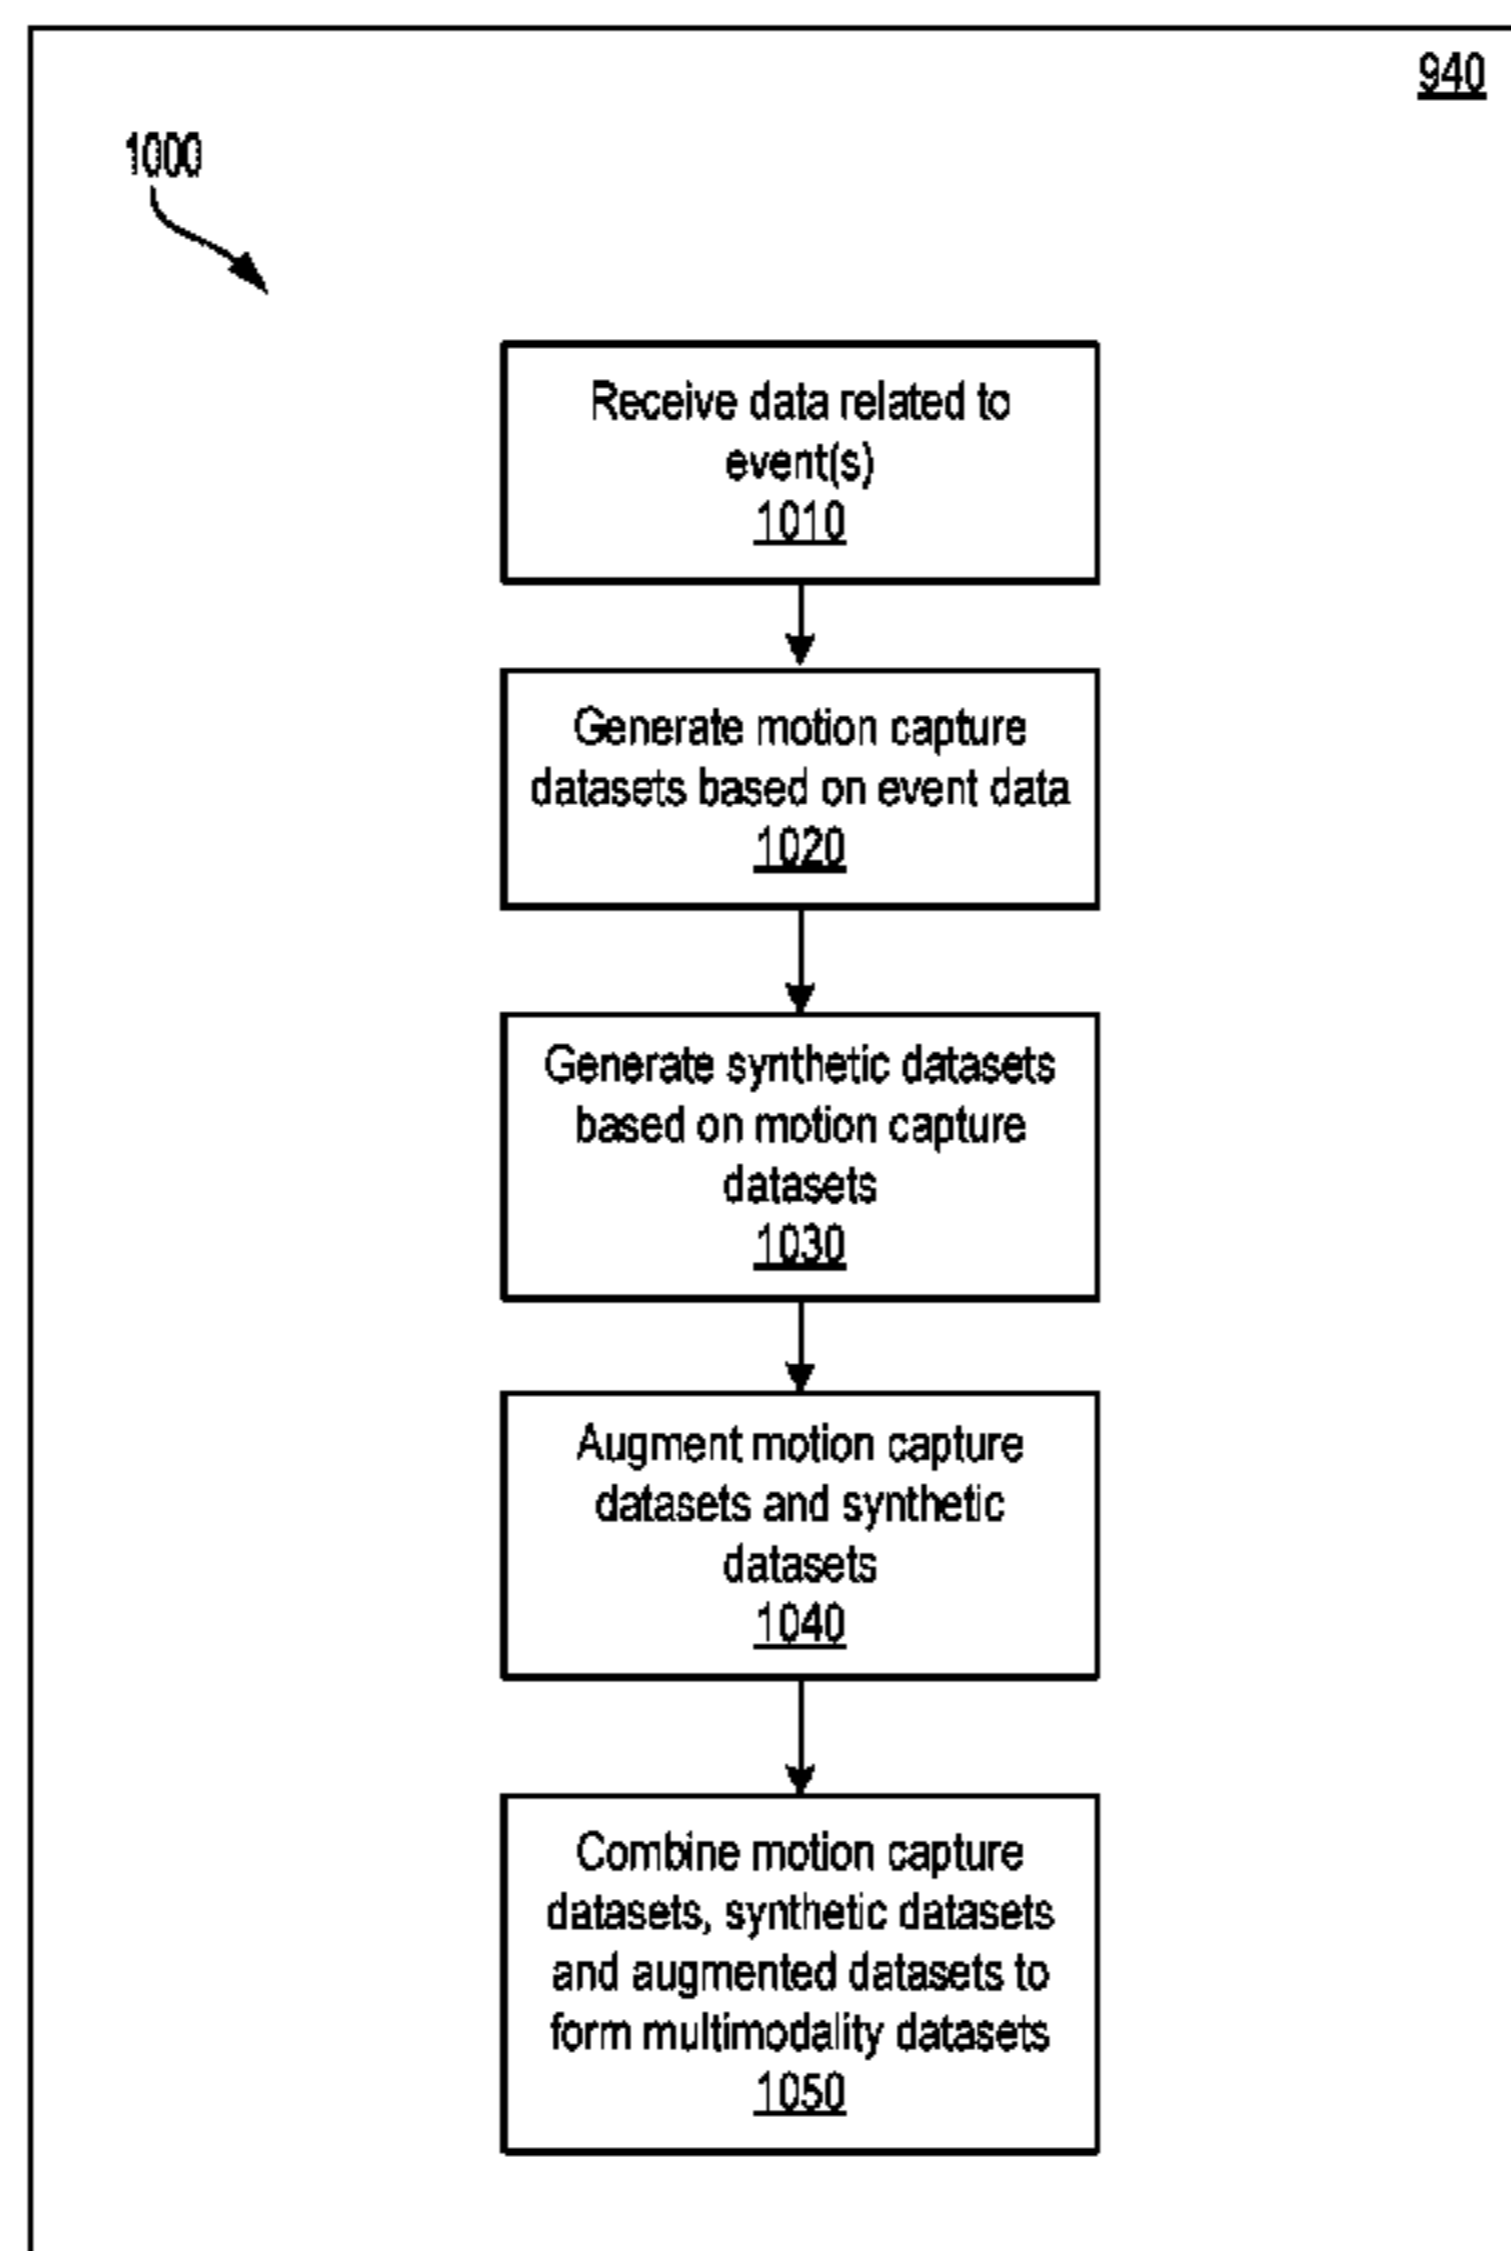 940
1000
Receive data related to
event(s)
1010
Generate motion capture
datasets based on event data
1020
Generate synthetic datasets
based on motion capture
datasets
1030
Augment motion capture
datasets and synthetic
datasets
1040
Combine motion capture
datasets, synthetic datasets
and augmented datasets to
form multimodality datasets
1050